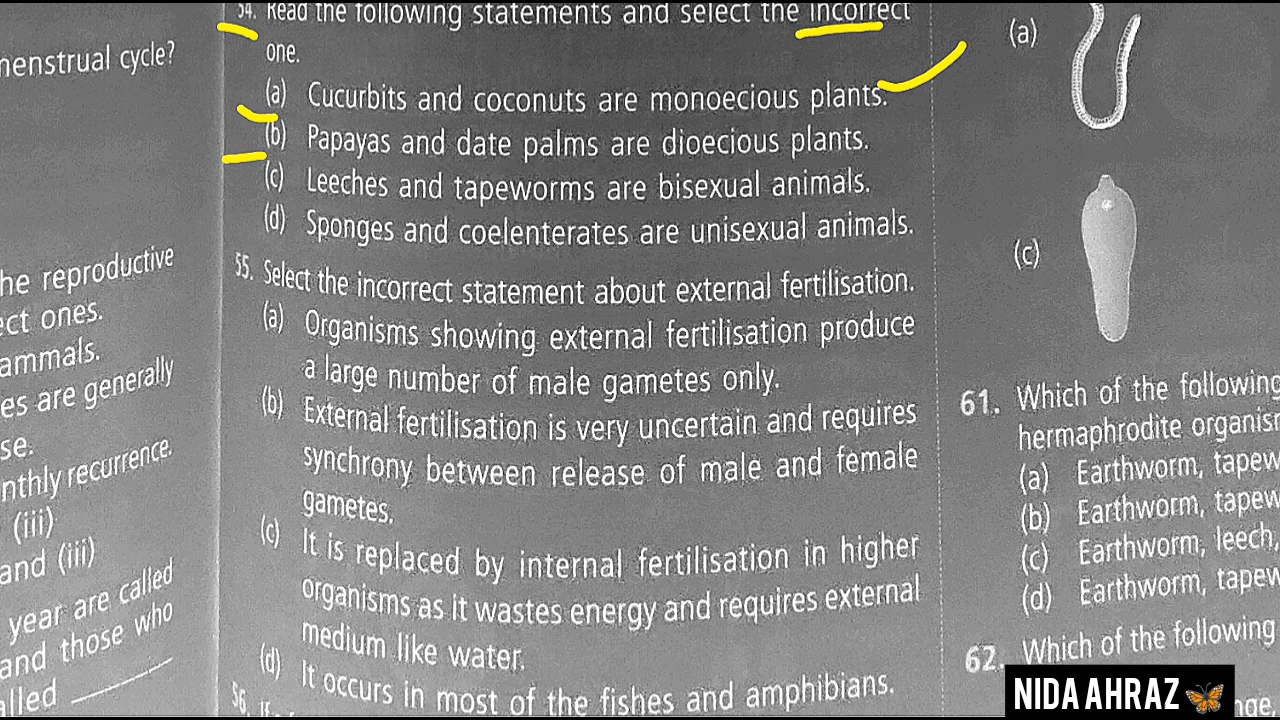 menstrual cycle?
he reproductive
ect ones.
ammals.
es are generally
se.
nthly recurrence.
(iii)
and (iii)
year are called
and those who
alled
54. Read the following statements and select the incorrect
one.
(a) Cucurbits and coconuts are monoecious plants.
(b) Papayas and date palms are dioecious plants.
(c) Leeches and tapeworms are bisexual animals.
(d) Sponges and coelenterates are unisexual animals.
55. Select the incorrect statement about external fertilisation.
(a) Organisms showing external fertilisation produce
a large number of male gametes only.
(b) External fertilisation is very uncertain and requires
synchrony between release of male and female
gametes.
(c) It is replaced by internal fertilisation in higher
organisms as it wastes energy and requires external
medium like water.
(d) It occurs in most of the fishes and amphibians.
56.
(a)
(c)
61. Which of the following
hermaphrodite organis
(a) Earthworm, tapew
(b) Earthworm, tapew
(c) Earthworm, leech,
(d) Earthworm, tapew
62. Which of the following
NIDA AHRAZ
nge,